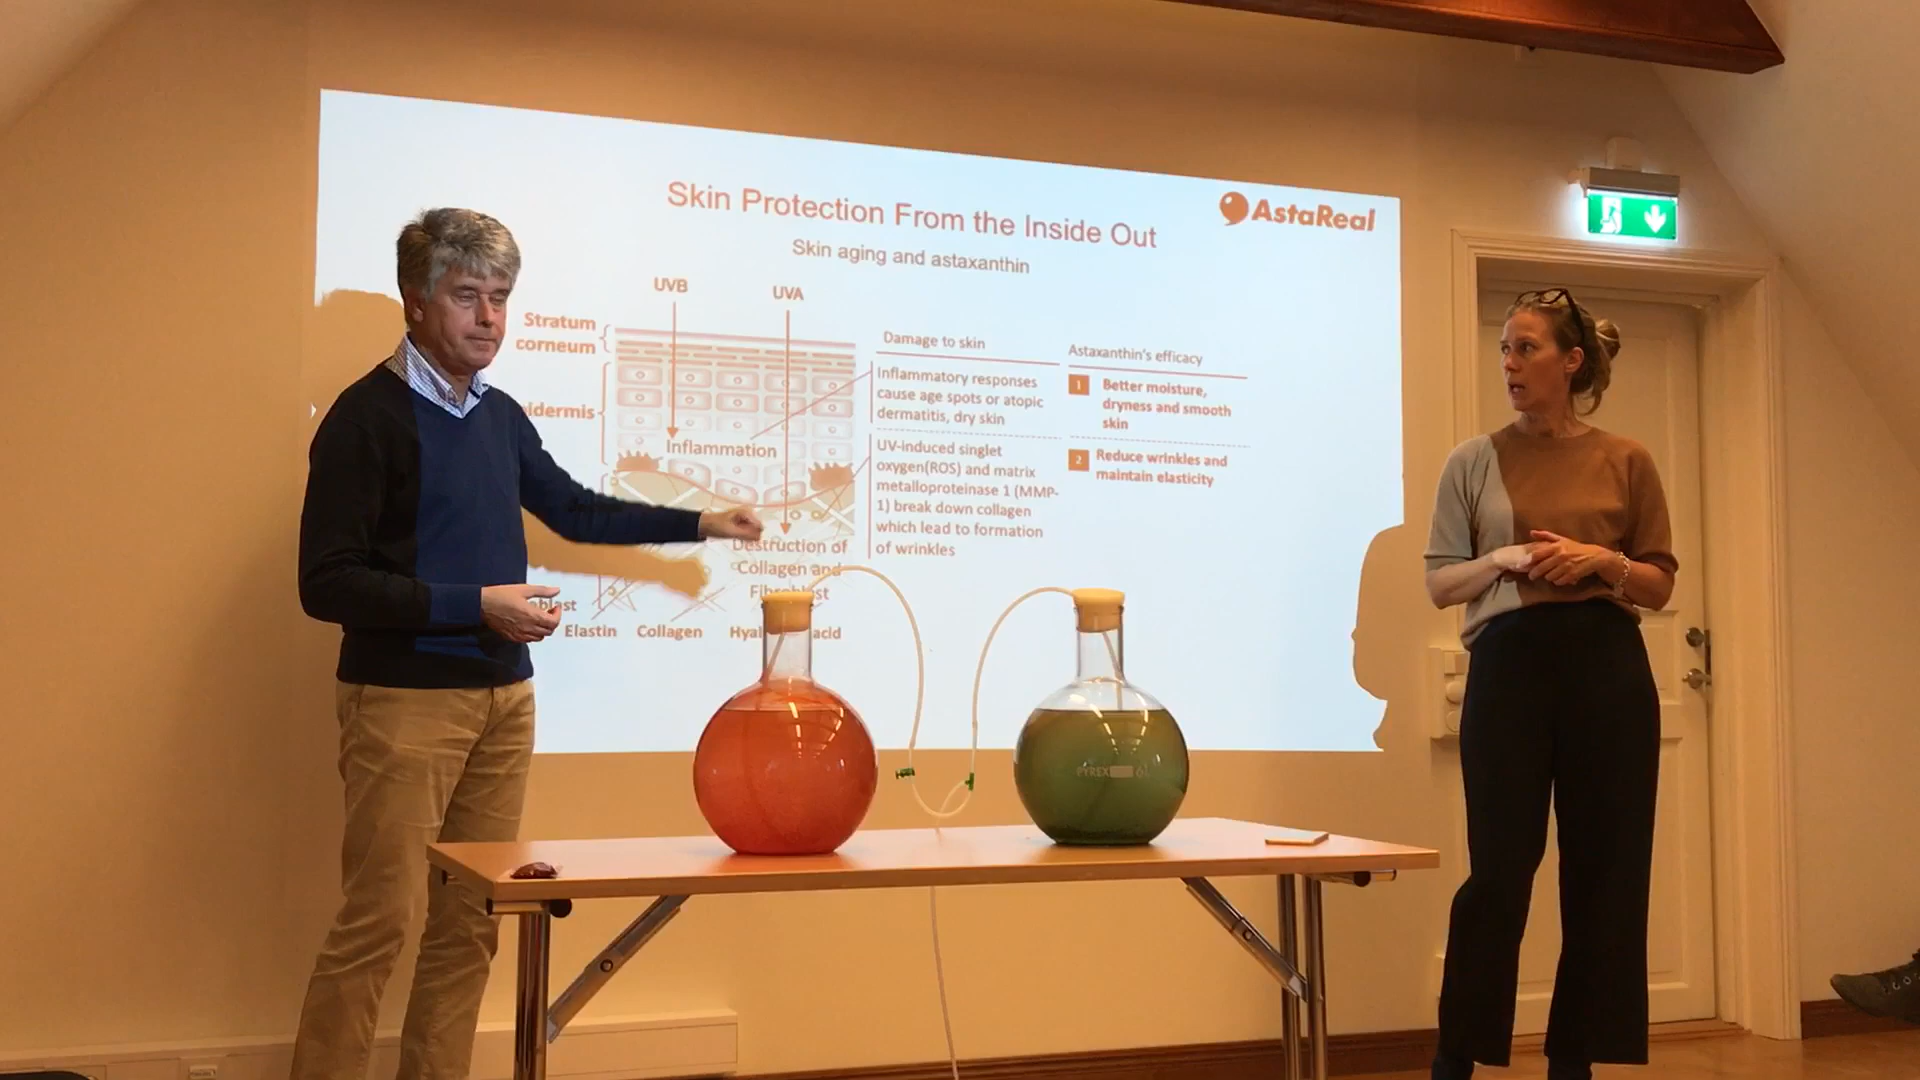 Skin Protection From the Inside Out
AstaReal
Skin aging and astaxanthin
UVB
UVA
Stratum
corneum
Inflammation
Destruction of
Collagen and
Elastin
Collagen
acid
Damage to skin
Inflammatory responses
cause age spots or atopic
dermatitis, dry skin
UV-induced singlet
oxygen(ROS) and matrix
metalloproteinase 1 (MMP-
1) break down collagen
which lead to formation
of wrinkles
Astaxanthin's efficacy
1 Better moisture,
dryness and smooth
skin
2 Reduce wrinkles and
maintain elasticity
PYREX